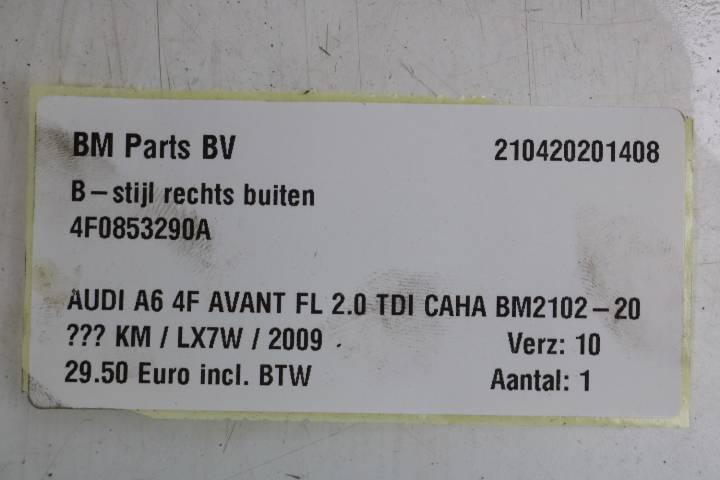 BM Parts BV 210420201408
B-stijl rechts buiten
4F0853290A
AUDI A6 4F AVANT FL 2.0 TDI CAHA BM2102-20
??? KM / LX7W / 2009 Verz: 10
29.50 Euro incl. BTW Aantal: 1